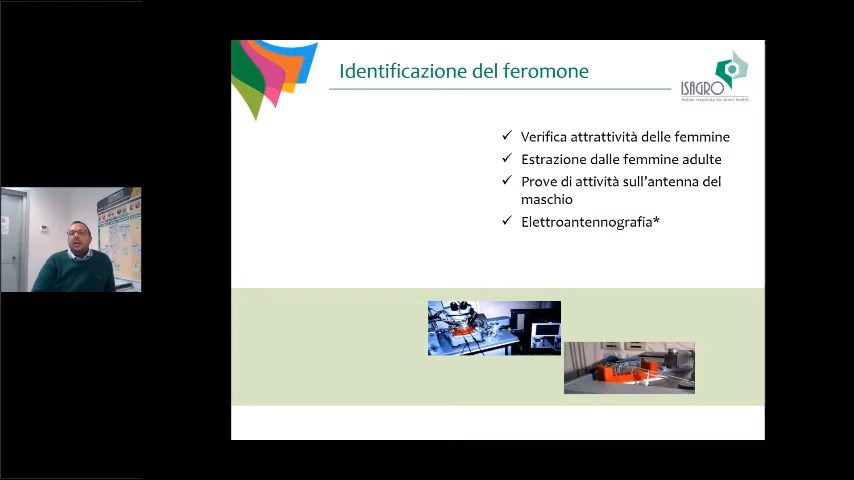 Identificazione del feromone
ISAGRO
Italian creativity for plant health
✓ Verifica attrattività delle femmine
✓ Estrazione dalle femmine adulte
✓ Prove di attività sull'antenna del
maschio
✓ Elettroantennografia*